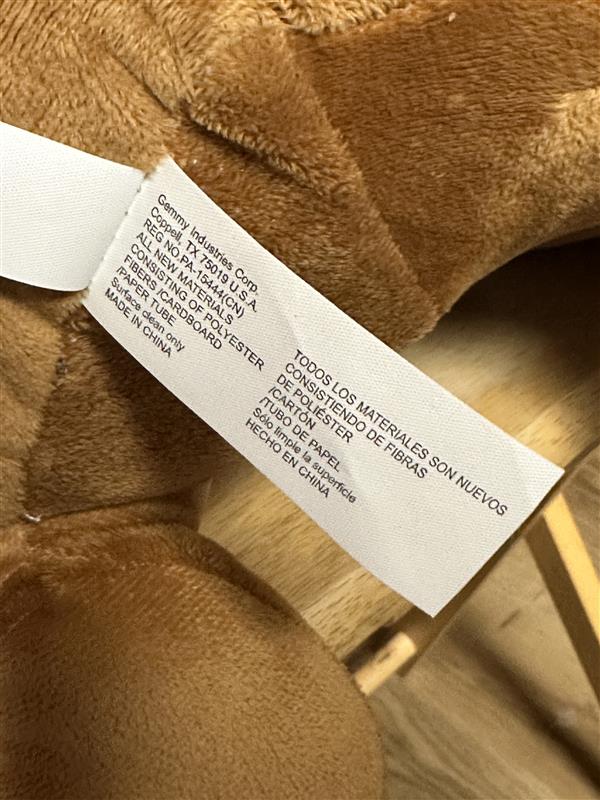 Gemmy Industries Corp.
Coppell, TX 75019 U.S.A.
REG NO.PA-15444(CN)
ALL NEW MATERIALS
CONSISTING OF POLYESTER
FIBERS /CARDBOARD
/PAPER TUBE
Surface clean only
MADE IN CHINA
TODOS LOS MATERIALES SON NUEVOS
CONSISTIENDO DE FIBRAS
DE POLIÉSTER
/CARTÓN
/TUBO DE PAPEL
Sólo limpie la superficie
HECHO EN CHINA